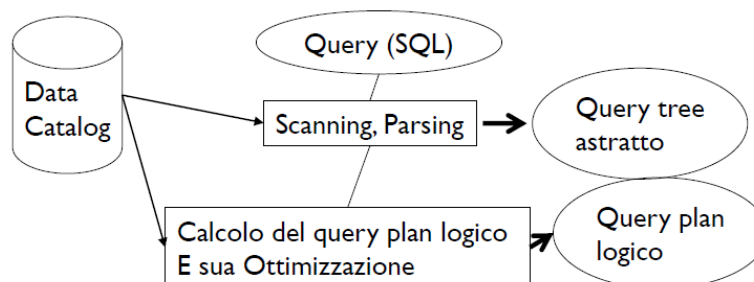 Query (SQL)
Data
Catalog
Scanning, Parsing
Query tree
astratto
Calcolo del query plan logico
E sua Ottimizzazione
Query plan
logico